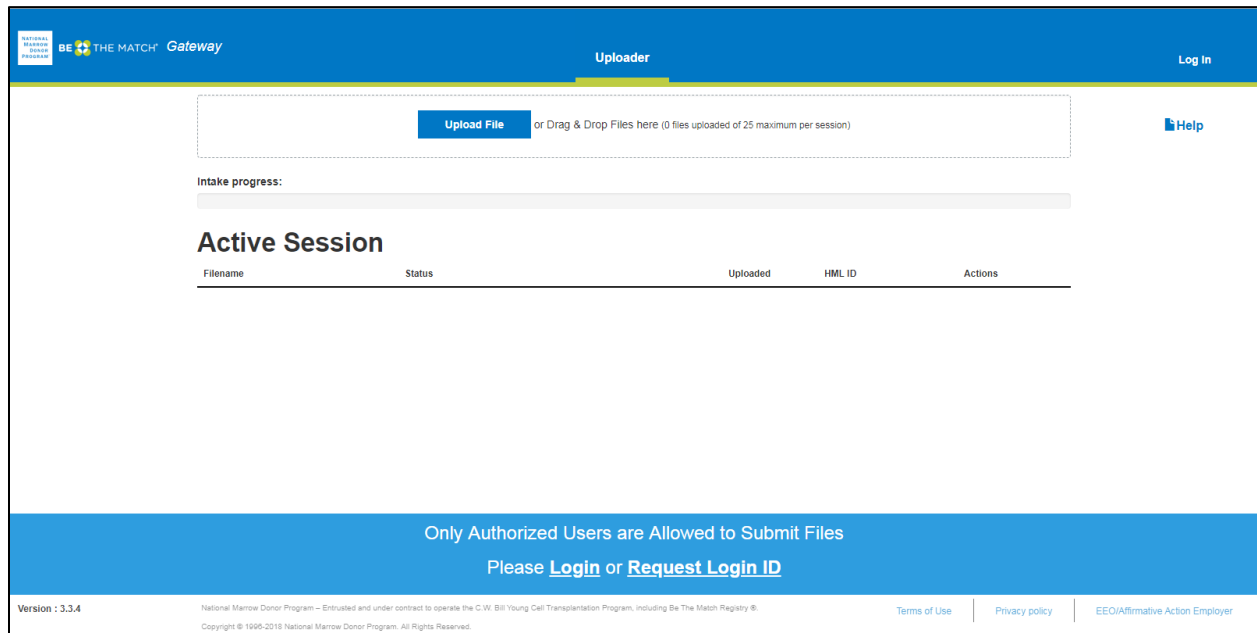 NATIONAL
MARROW
DONOR
PROGRAM
BE THE MATCH® Gateway
Uploader
Log In
Upload File or Drag & Drop Files here (0 files uploaded of 25 maximum per session)
Help
Intake progress:
Active Session
Filename Status Uploaded HML ID Actions
Only Authorized Users are Allowed to Submit Files
Please Login or Request Login ID
Version : 3.3.4
National Marrow Donor Program – Entrusted and under contract to operate the C.W. Bill Young Cell Transplantation Program, including Be The Match Registry ®.
Copyright © 1996-2018 National Marrow Donor Program. All Rights Reserved.
Terms of Use
Privacy policy
EEO/Affirmative Action Employer